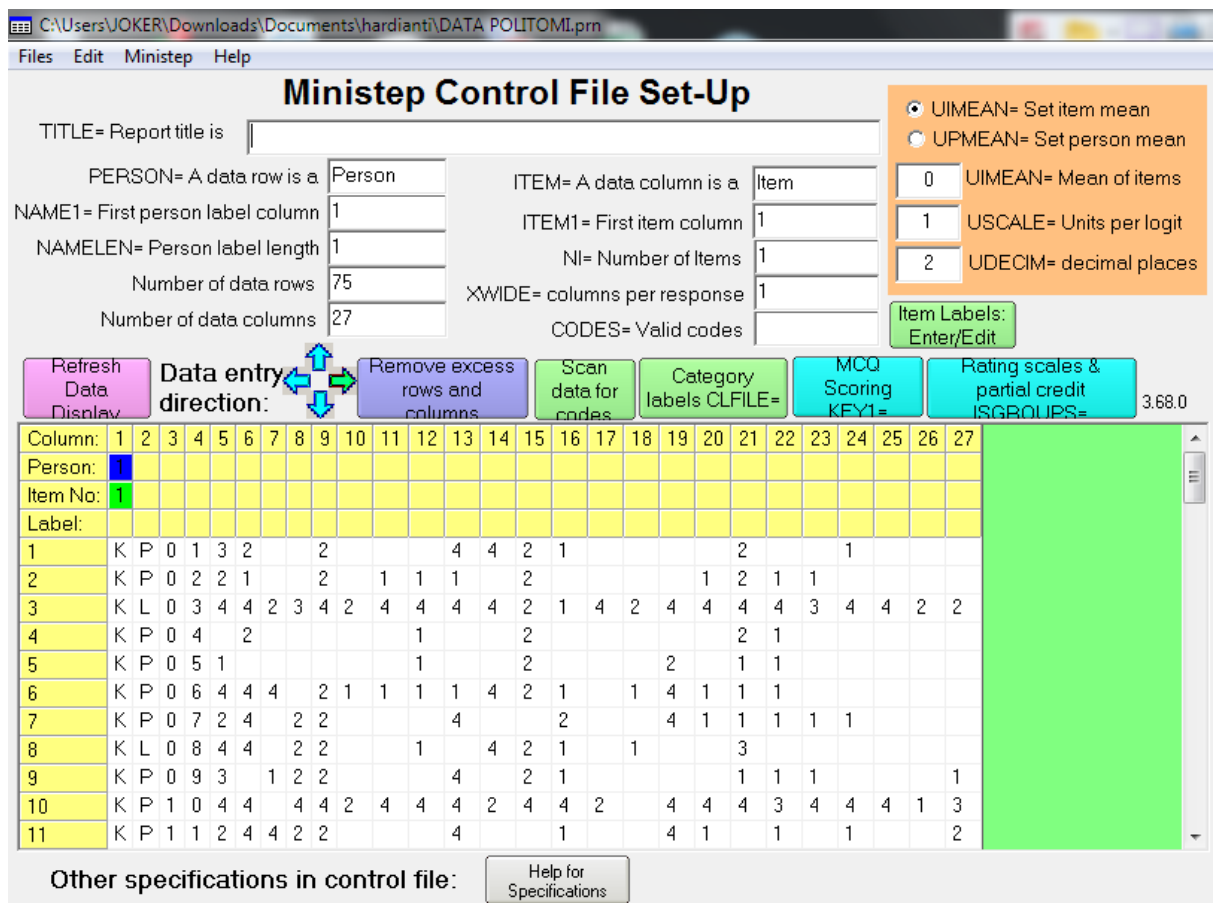 C:\Users\JOKER\Downloads\Documents\hardianti\DATA POLITOMI.prn
Files Edit Ministep Help
Ministep Control File Set-Up
TITLE= Report title is
UIMEAN= Set item mean
UPMEAN= Set person mean
PERSON= A data row is a Person
ITEM= A data column is a Item
0 UIMEAN= Mean of items
NAME1= First person label column 1
ITEM1= First item column 1
1 USCALE= Units per logit
NAMELEN= Person label length 1
NI= Number of Items 1
2 UDECIM= decimal places
Number of data rows 75
XWIDE= columns per response 1
Number of data columns 27
CODES= Valid codes
Item Labels: Enter/Edit
Refresh Data Display
Data entry direction:
Remove excess rows and columns
Scan data for codes
Category labels CLFILE=
MCQ Scoring KEY1=
Rating scales & partial credit ISGROUPS=
3.68.0
Column: 1 2 3 4 5 6 7 8 9 10 11 12 13 14 15 16 17 18 19 20 21 22 23 24 25 26 27
Person: 1
Item No: 1
Label:
1 K P 0 1 3 2 2 4 4 2 1 2 1
2 K P 0 2 2 1 2 1 1 1 2 1 2 1 1
3 K L 0 3 4 4 2 3 4 2 4 4 4 4 2 1 4 2 4 4 4 4 3 4 4 2 2
4 K P 0 4 2 1 2 2 1
5 K P 0 5 1 1 2 2 1 1
6 K P 0 6 4 4 4 2 1 1 1 1 4 2 1 1 4 1 1 1
7 K P 0 7 2 4 2 2 4 2 4 1 1 1 1 1
8 K L 0 8 4 4 2 2 1 4 2 1 1 3
9 K P 0 9 3 1 2 2 4 2 1 1 1 1 1
10 K P 1 0 4 4 4 4 2 4 4 4 2 4 4 2 4 4 4 3 4 4 4 1 3
11 K P 1 1 2 4 4 2 2 4 1 4 1 1 1 2
Other specifications in control file:
Help for Specifications